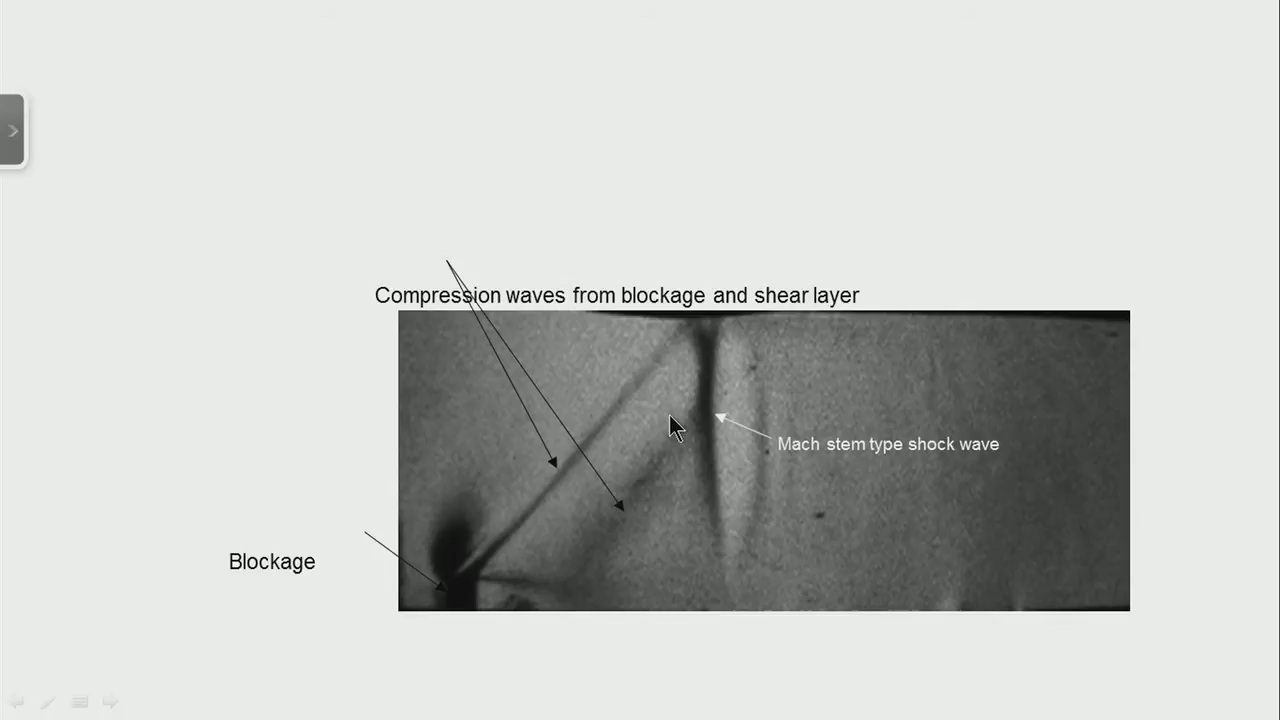 Compression waves from blockage and shear layer
Mach stem type shock wave
Blockage